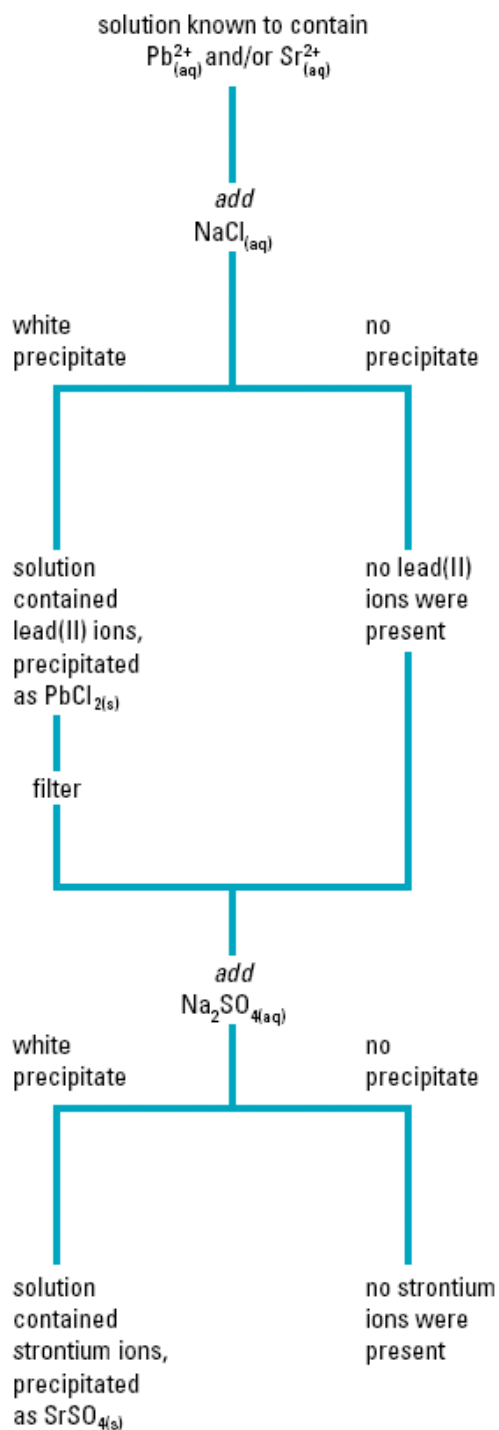 solution known to contain
Pb²⁺(aq) and/or Sr²⁺(aq)
add
NaCl(aq)
white
precipitate
no
precipitate
solution
contained
lead(II) ions,
precipitated
as PbCl₂(s)
no lead(II)
ions were
present
filter
add
Na₂SO₄(aq)
white
precipitate
no
precipitate
solution
contained
strontium ions,
precipitated
as SrSO₄(s)
no strontium
ions were
present